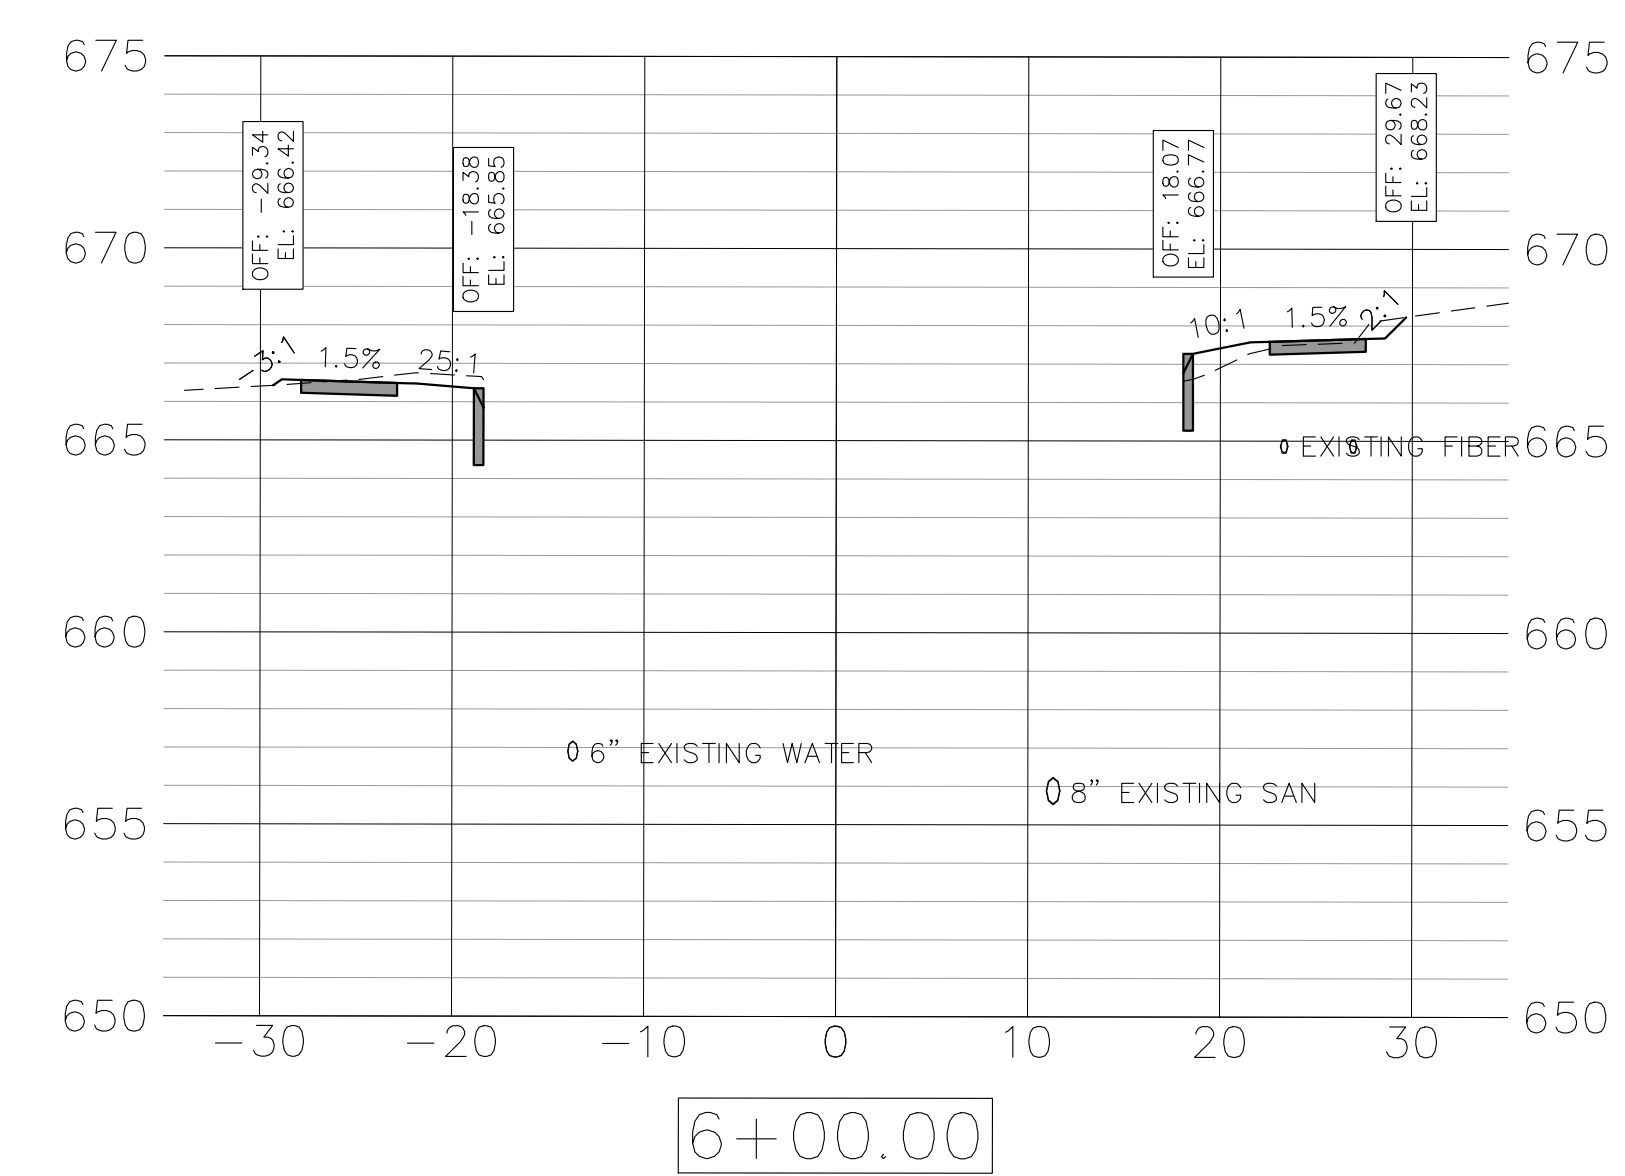 675
675
OFF: -29.34
EL: 666.42
OFF: -18.38
EL: 665.85
OFF: 18.07
EL: 666.77
OFF: 29.67
EL: 668.23
670
670
3:1
1.5%
25:1
10:1
1.5%
2:1
665
EXISTING FIBER
665
660
660
6" EXISTING WATER
8" EXISTING SAN
655
655
650
650
-30
-20
-10
0
10
20
30
6+00.00